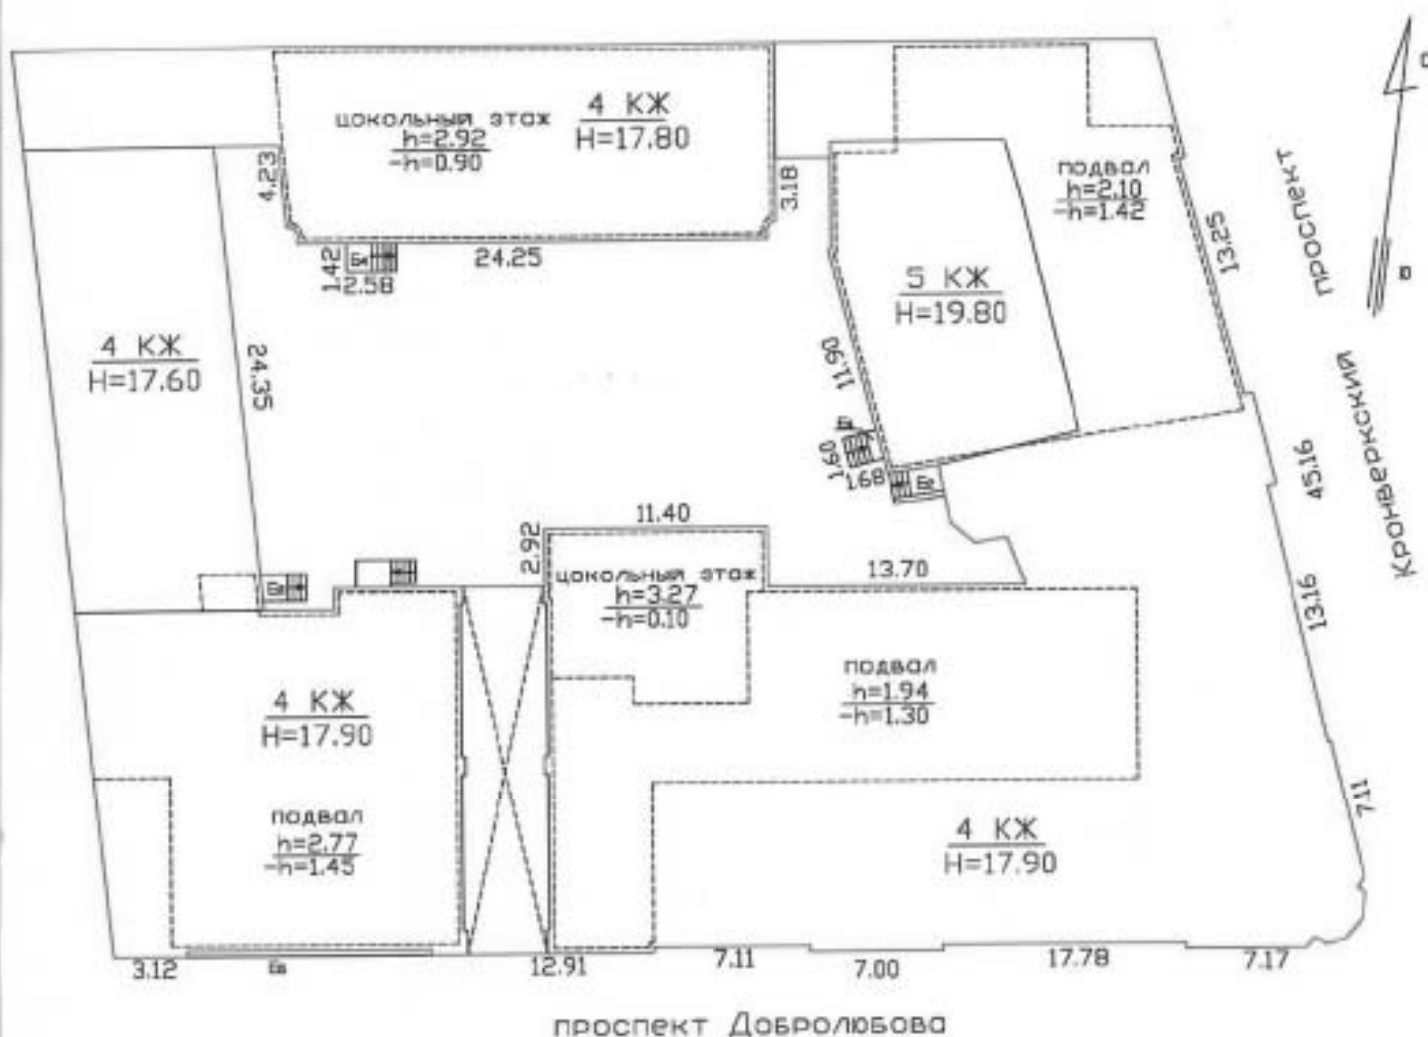 цокольный этаж
h=2.92
-h=0.90
4 КЖ
H=17.80
4.23
3.18
1.42
2.58
24.25
подвал
h=2.10
-h=1.42
13.25
проспект
Кронверкский
5 КЖ
H=19.80
4 КЖ
H=17.60
24.35
11.90
1.60
1.68
45.16
11.40
2.92
13.70
цокольный этаж
h=3.27
-h=0.10
13.16
подвал
h=1.94
-h=1.30
4 КЖ
H=17.90
подвал
h=2.77
-h=1.45
7.11
4 КЖ
H=17.90
3.12
12.91
7.11
7.00
17.78
7.17
проспект Добролюбова